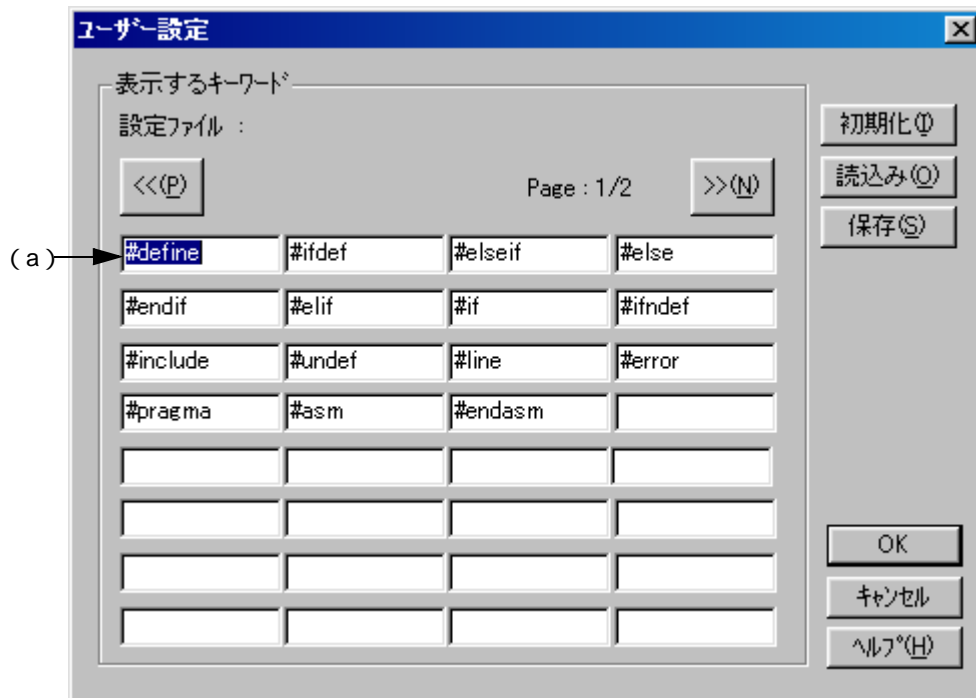 ユーザー設定
表示するキーワード
設定ファイル :
<<(P) Page : 1/2 >>(N)
初期化(I)
読込み(O)
保存(S)
(a) #define #ifdef #elseif #else
#endif #elif #if #ifndef
#include #undef #line #error
#pragma #asm #endasm
OK
キャンセル
ヘルプ(H)